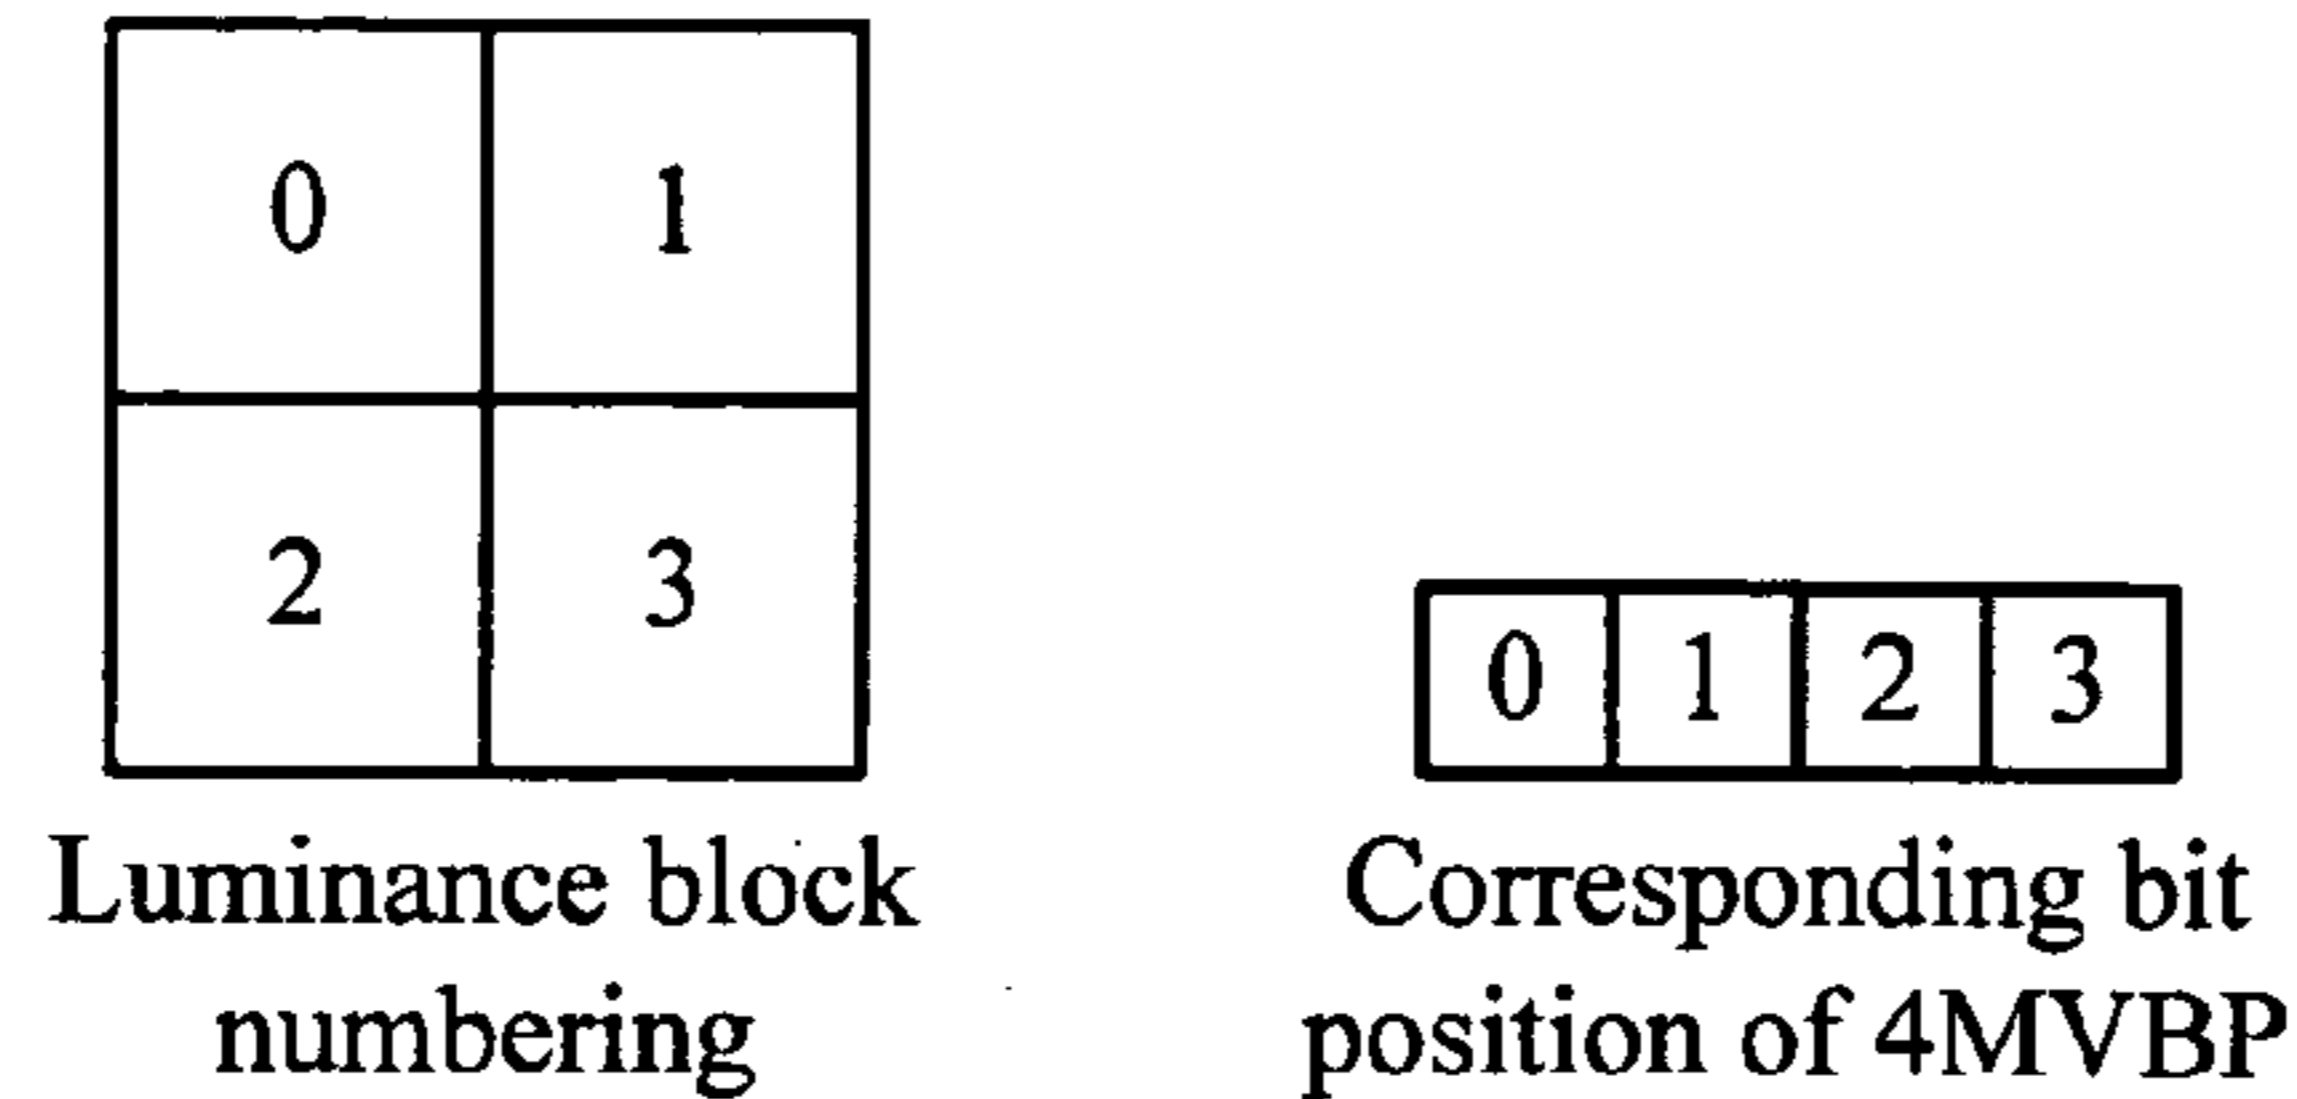 0 1
2 3
Luminance block
numbering
0 1 2 3
Corresponding bit
position of 4MVBP